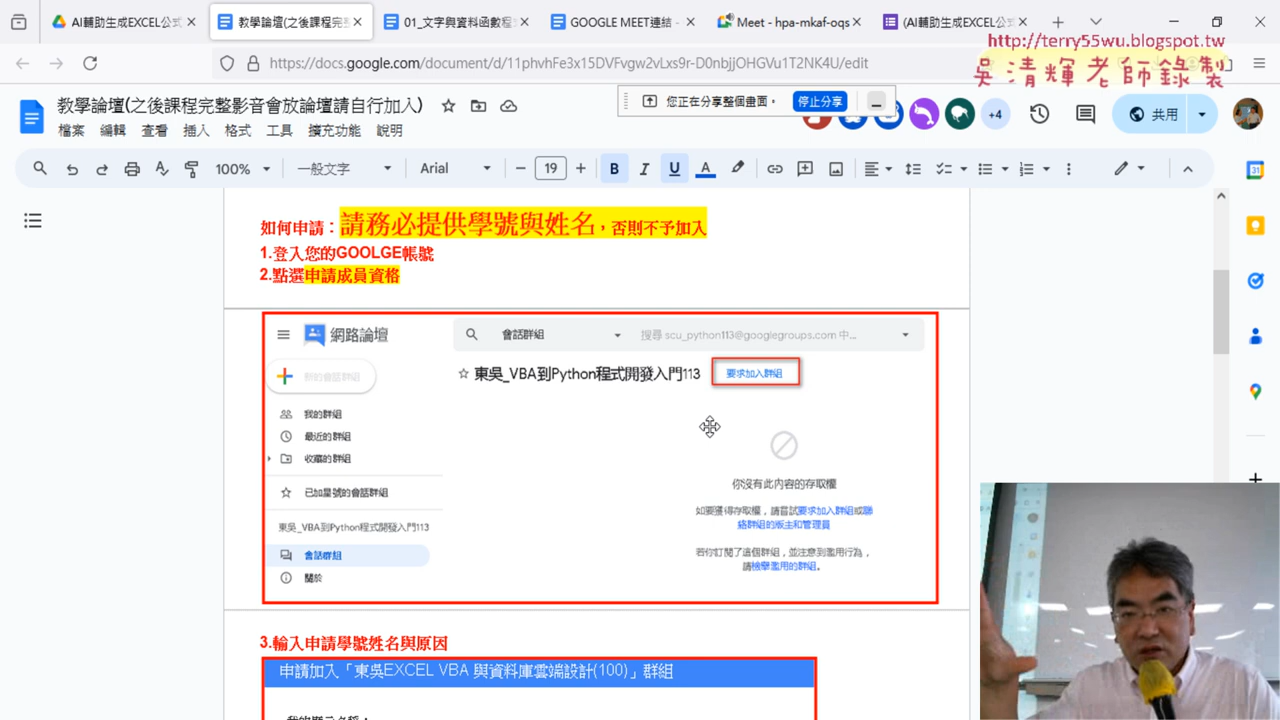 AI輔助生成EXCEL公式
教學論壇(之後課程完整
01_文字與資料函數程
GOOGLE MEET連結 -
Meet - hpa-mkaf-oqs
(AI輔助生成EXCEL公式
http://terry55wu.blogspot.tw
吳清輝老師錄製
https://docs.google.com/document/d/11phvhFe3x15DVFvgw2vLxs9r-D0nbjjOHGVu1T2NK4U/edit
教學論壇(之後課程完整影音會放論壇請自行加入)
您正在分享整個畫面。
停止分享
+4
共用
檔案 編輯 查看 插入 格式 工具 擴充功能 說明
100% 一般文字 Arial 19 B I U A
31
如何申請：請務必提供學號與姓名，否則不予加入
1.登入您的GOOLGE帳號
2.點選申請成員資格
網路論壇
會話群組
搜尋 scu_python113@googlegroups.com 中...
新的會話群組
東吳_VBA到Python程式開發入門113
要求加入群組
我的群組
最近的群組
收藏的群組
已加星號的會話群組
東吳_VBA到Python程式開發入門113
會話群組
關於
你沒有此內容的存取權
如要獲得存取權，請嘗試要求加入群組或聯
絡群組的版主和管理員
若你訂閱了這個群組，並注意到濫用行為，
請檢舉濫用的群組。
3.輸入申請學號姓名與原因
申請加入「東吳EXCEL VBA 與資料庫雲端設計(100)」群組
我的顯示名稱：